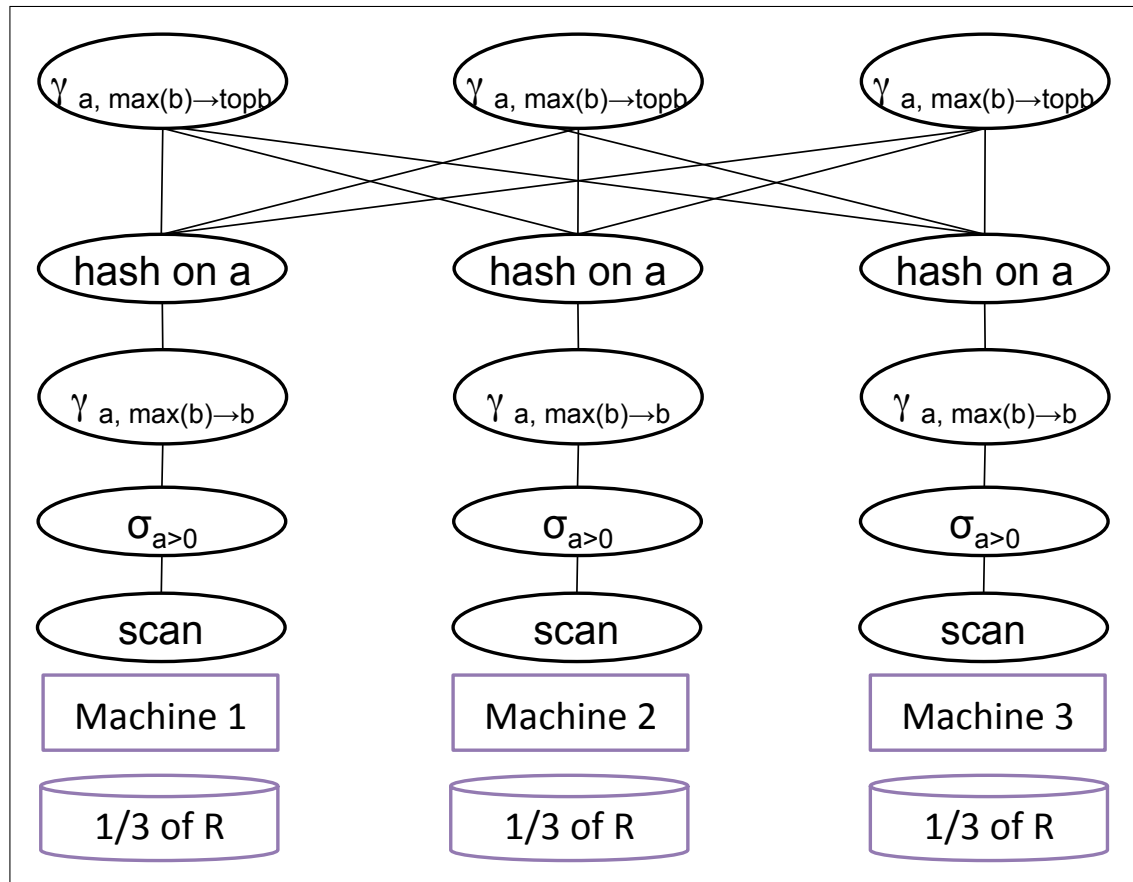 γ a, max(b)→topb γ a, max(b)→topb γ a, max(b)→topb
hash on a hash on a hash on a
γ a, max(b)→b γ a, max(b)→b γ a, max(b)→b
σa>0 σa>0 σa>0
scan scan scan
Machine 1 Machine 2 Machine 3
1/3 of R 1/3 of R 1/3 of R